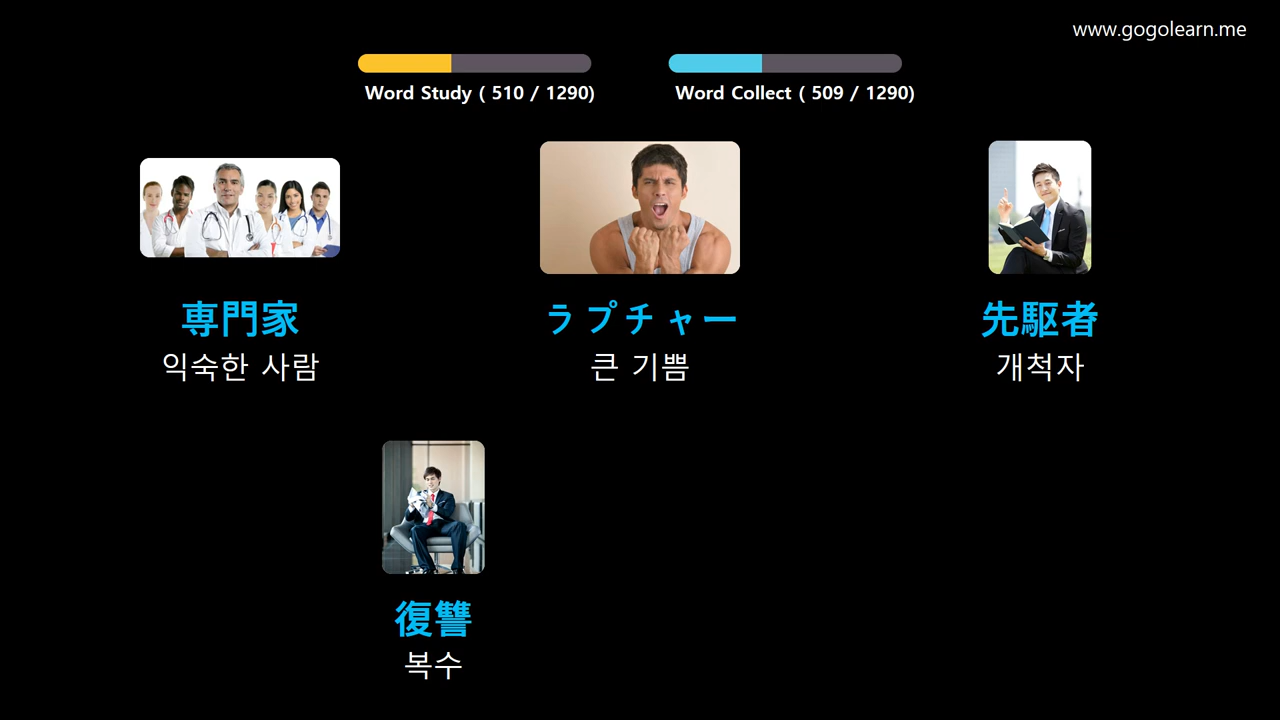 www.gogolearn.me
Word Study ( 510 / 1290)
Word Collect ( 509 / 1290)
専門家
익숙한 사람
ラプチャー
큰 기쁨
先駆者
개척자
復讐
복수